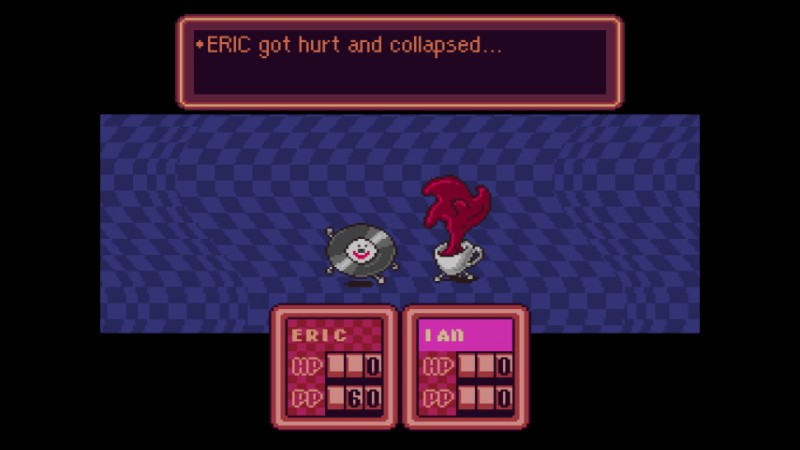 •ERIC got hurt and collapsed...
ERIC IAN
HP 0 HP 0
PP 60 PP 0